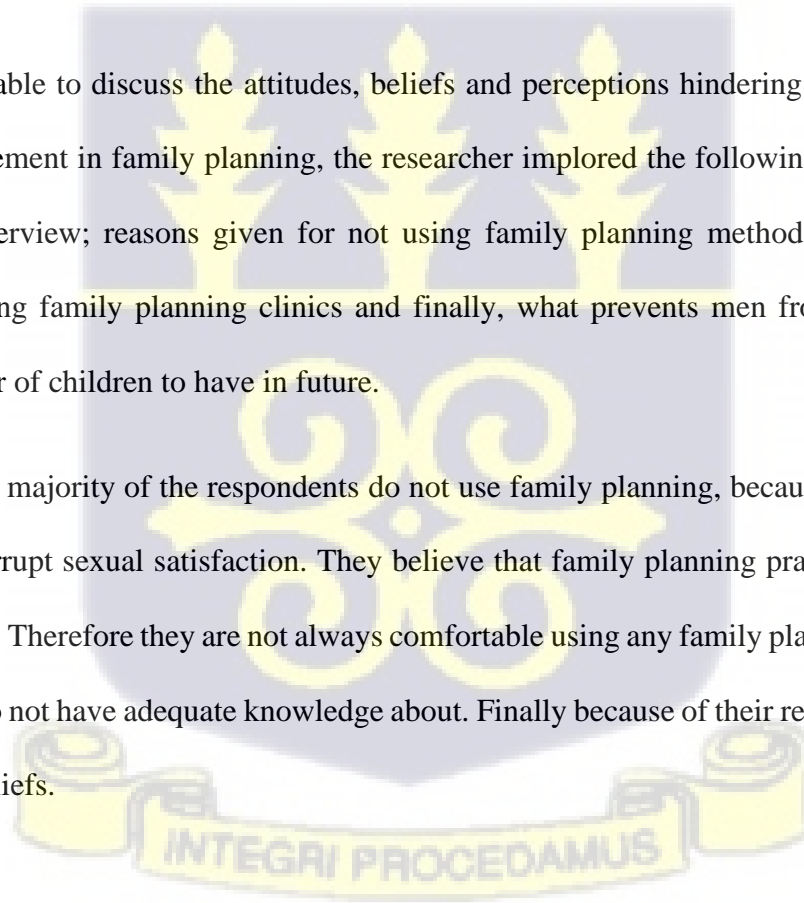 able to discuss the attitudes, beliefs and perceptions hindering
ement in family planning, the researcher implored the followin
erview; reasons given for not using family planning method
ng family planning clinics and finally, what prevents men fro
r of children to have in future.
majority of the respondents do not use family planning, becau
rrupt sexual satisfaction. They believe that family planning pra
Therefore they are not always comfortable using any family pla
o not have adequate knowledge about. Finally because of their re
iefs.
INTEGRI PROCEDAMUS